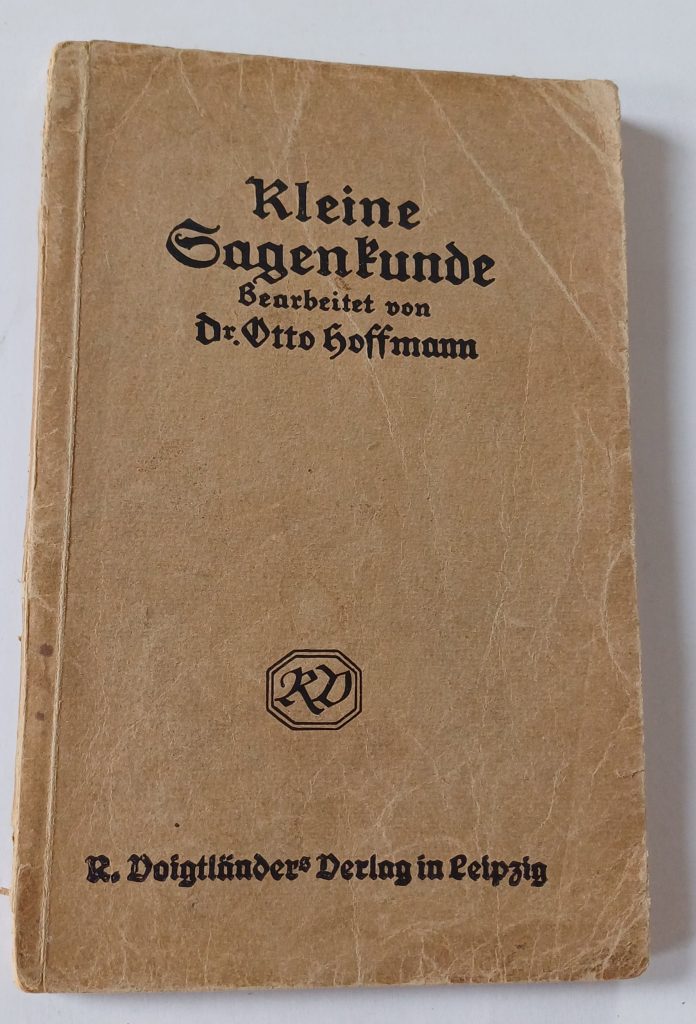 Kleine
Sagenkunde
Bearbeitet von
Dr. Otto Hoffmann
RV
R. Voigtländers Verlag in Leipzig